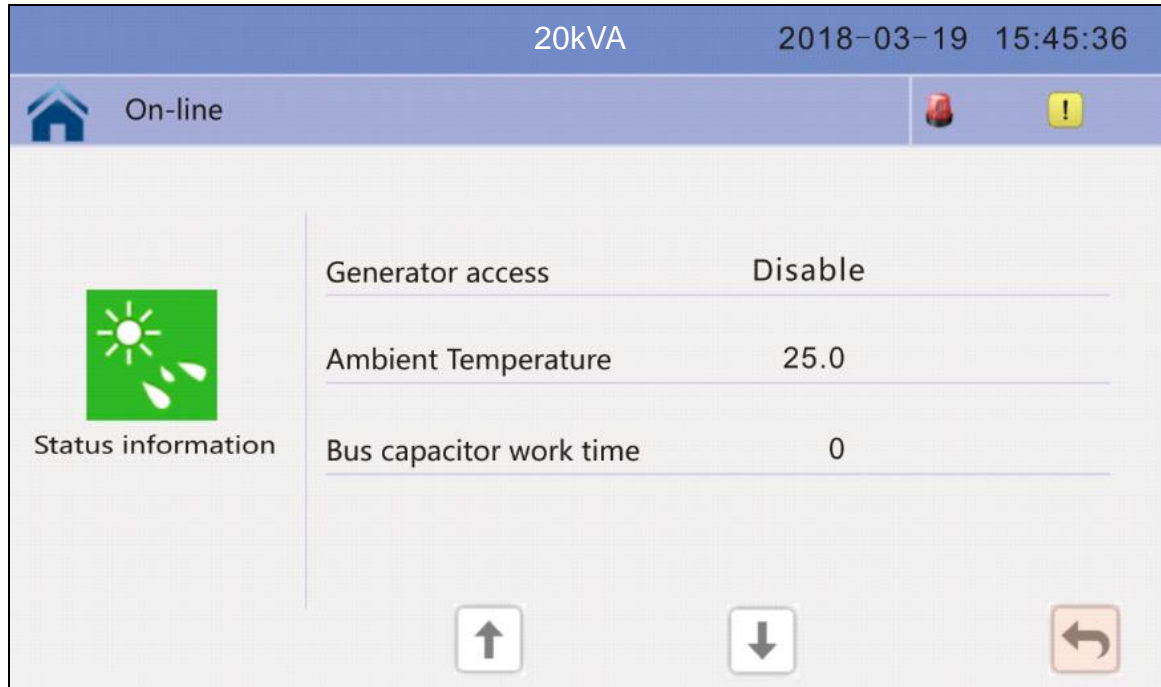 20kVA 2018-03-19 15:45:36
On-line !
Generator access Disable
Ambient Temperature 25.0
Status information
Bus capacitor work time 0